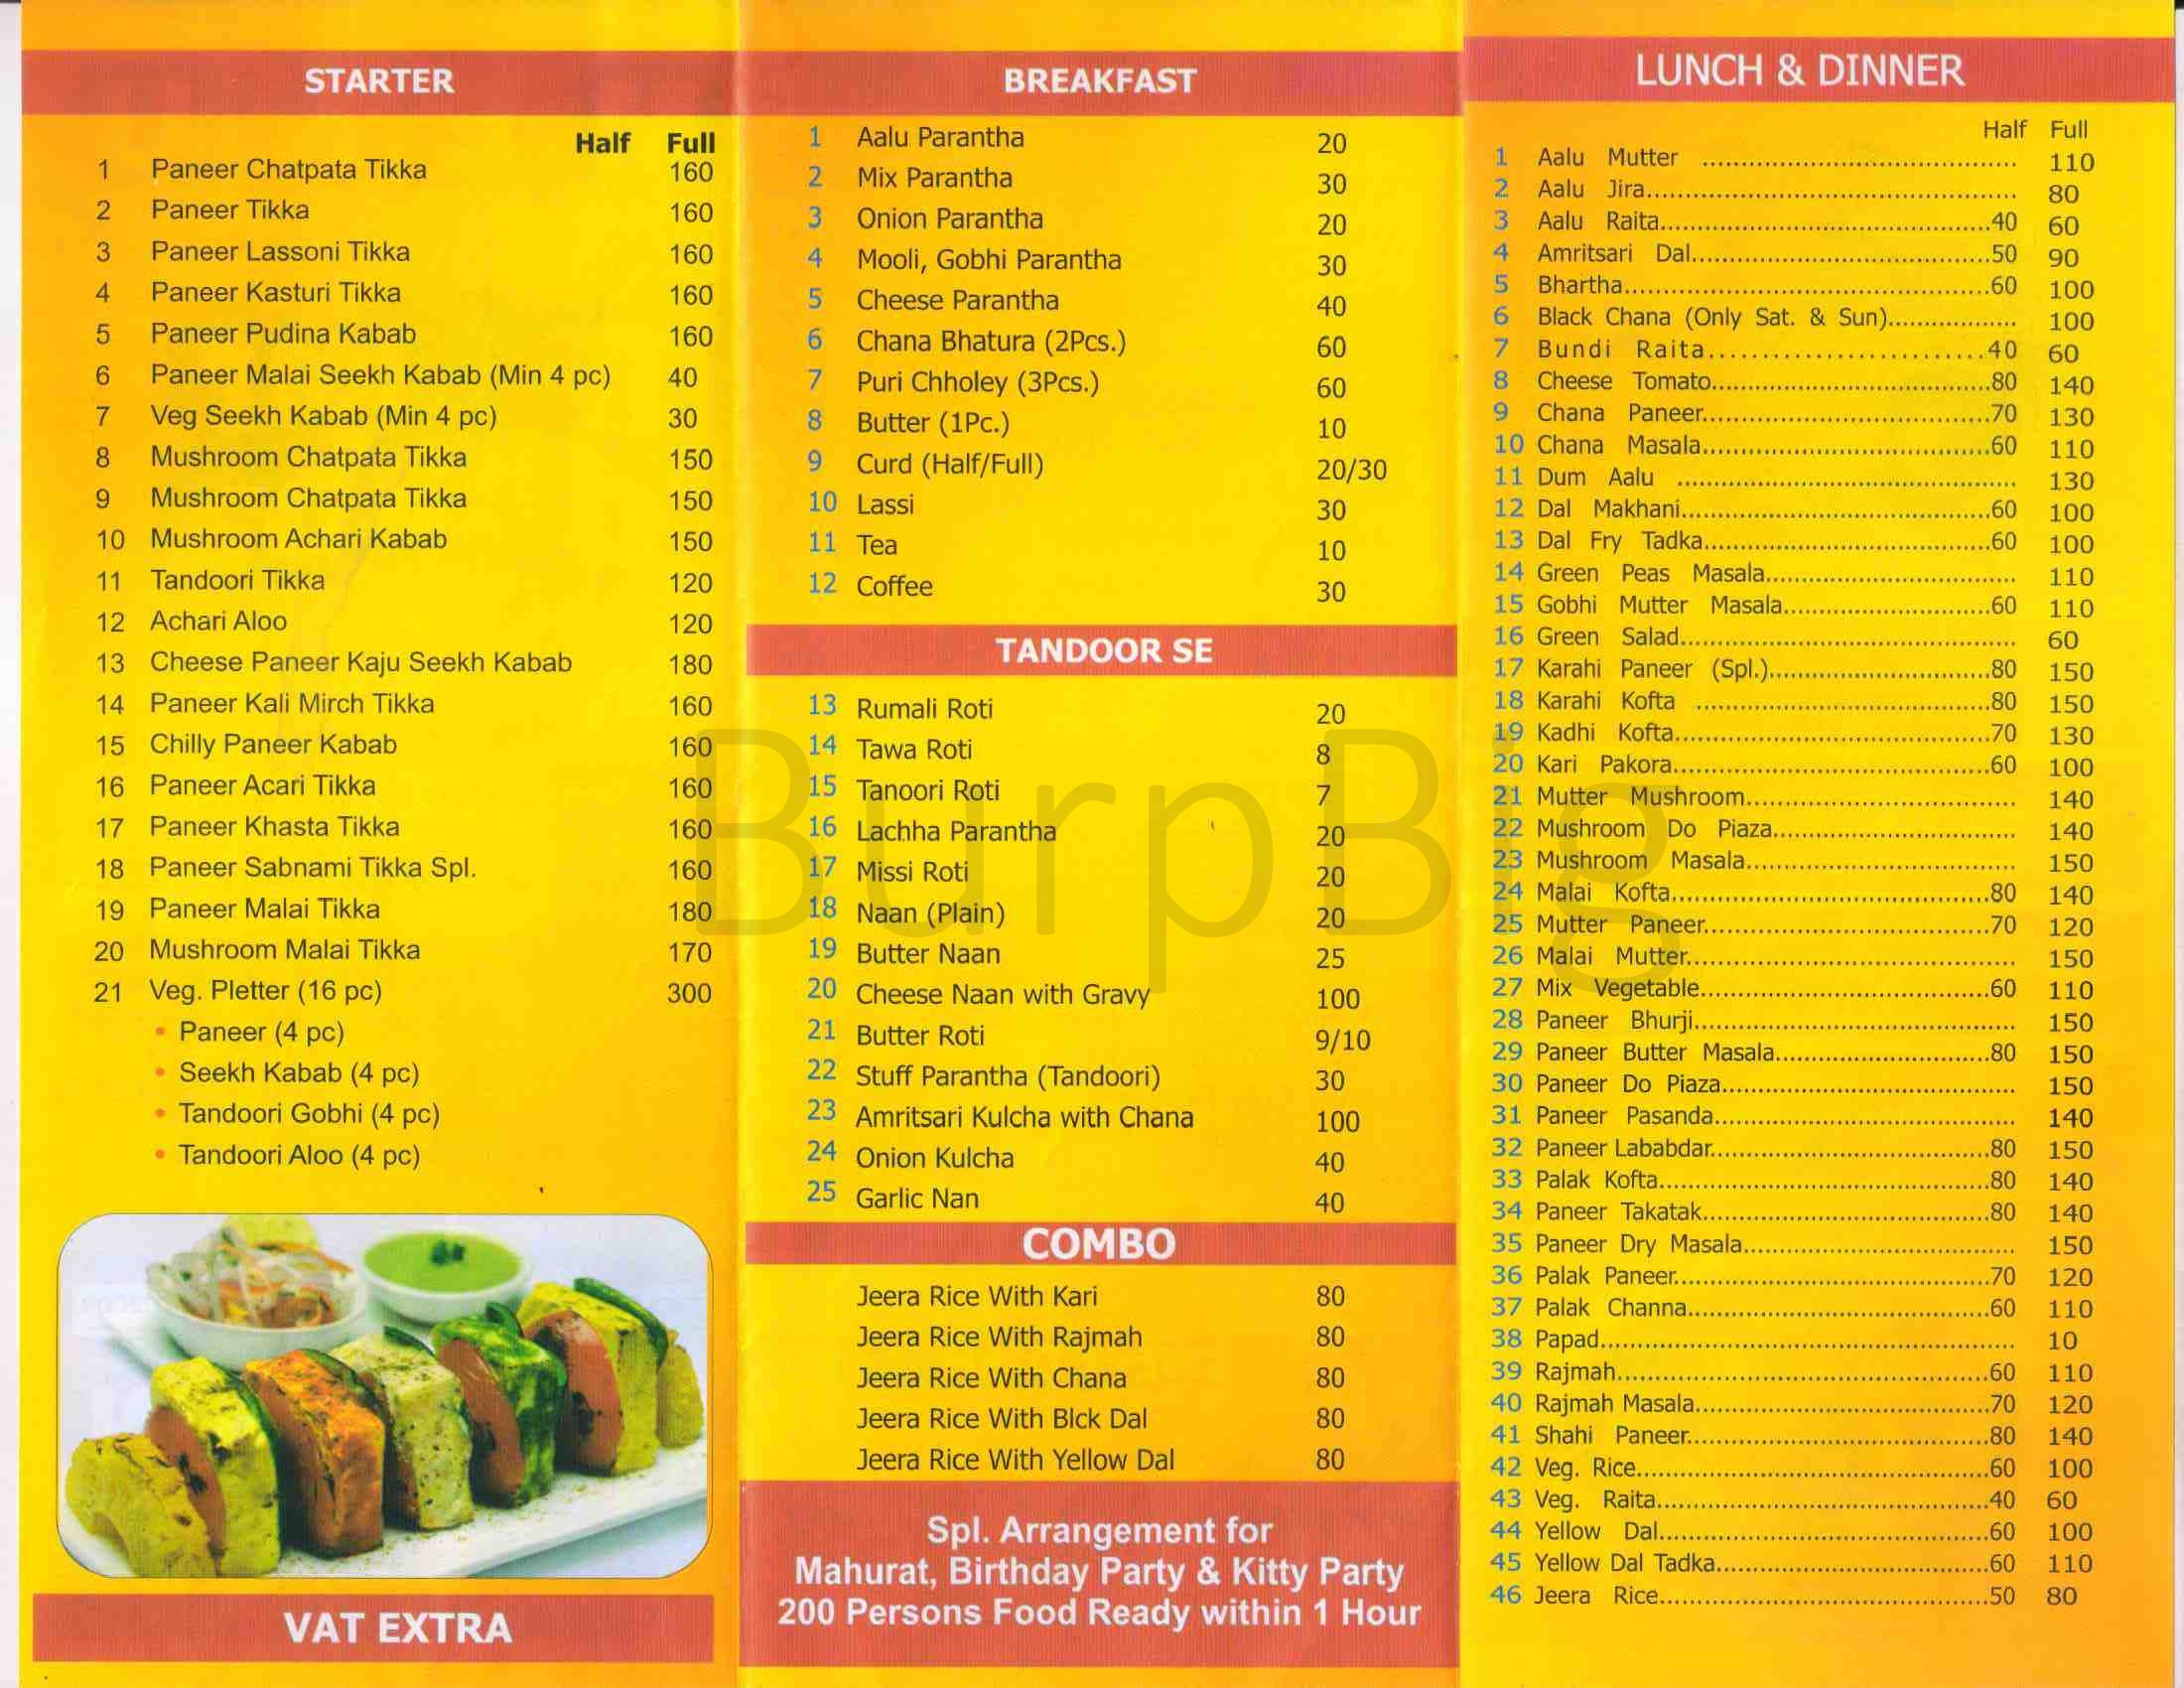 STARTER
Half Full
1 Paneer Chatpata Tikka 160
2 Paneer Tikka 160
3 Paneer Lassoni Tikka 160
4 Paneer Kasturi Tikka 160
5 Paneer Pudina Kabab 160
6 Paneer Malai Seekh Kabab (Min 4 pc) 40
7 Veg Seekh Kabab (Min 4 pc) 30
8 Mushroom Chatpata Tikka 150
9 Mushroom Chatpata Tikka 150
10 Mushroom Achari Kabab 150
11 Tandoori Tikka 120
12 Achari Aloo 120
13 Cheese Paneer Kaju Seekh Kabab 180
14 Paneer Kali Mirch Tikka 160
15 Chilly Paneer Kabab 160
16 Paneer Acari Tikka 160
17 Paneer Khasta Tikka 160
18 Paneer Sabnami Tikka Spl. 160
19 Paneer Malai Tikka 180
20 Mushroom Malai Tikka 170
21 Veg. Pletter (16 pc) 300
• Paneer (4 pc)
• Seekh Kabab (4 pc)
• Tandoori Gobhi (4 pc)
• Tandoori Aloo (4 pc)
VAT EXTRA
BREAKFAST
1 Aalu Parantha 20
2 Mix Parantha 30
3 Onion Parantha 20
4 Mooli, Gobhi Parantha 30
5 Cheese Parantha 40
6 Chana Bhatura (2Pcs.) 60
7 Puri Chholey (3Pcs.) 60
8 Butter (1Pc.) 10
9 Curd (Half/Full) 20/30
10 Lassi 30
11 Tea 10
12 Coffee 30
TANDOOR SE
13 Rumali Roti 20
14 Tawa Roti 8
15 Tanoori Roti 7
16 Lachha Parantha 20
17 Missi Roti 20
18 Naan (Plain) 20
19 Butter Naan 25
20 Cheese Naan with Gravy 100
21 Butter Roti 9/10
22 Stuff Parantha (Tandoori) 30
23 Amritsari Kulcha with Chana 100
24 Onion Kulcha 40
25 Garlic Nan 40
COMBO
Jeera Rice With Kari 80
Jeera Rice With Rajmah 80
Jeera Rice With Chana 80
Jeera Rice With Blck Dal 80
Jeera Rice With Yellow Dal 80
Spl. Arrangement for
Mahurat, Birthday Party & Kitty Party
200 Persons Food Ready within 1 Hour
LUNCH & DINNER
Half Full
1 Aalu Mutter ........ 110
2 Aalu Jira........ 80
3 Aalu Raita........40 60
4 Amritsari Dal........50 90
5 Bhartha........60 100
6 Black Chana (Only Sat. & Sun)........ 100
7 Bundi Raita........40 60
8 Cheese Tomato........80 140
9 Chana Paneer........70 130
10 Chana Masala........60 110
11 Dum Aalu ........ 130
12 Dal Makhani........60 100
13 Dal Fry Tadka........60 100
14 Green Peas Masala........ 110
15 Gobhi Mutter Masala........60 110
16 Green Salad........ 60
17 Karahi Paneer (Spl.)........80 150
18 Karahi Kofta ........80 150
19 Kadhi Kofta........70 130
20 Kari Pakora........60 100
21 Mutter Mushroom........ 140
22 Mushroom Do Piaza........ 140
23 Mushroom Masala........ 150
24 Malai Kofta........80 140
25 Mutter Paneer........70 120
26 Malai Mutter........ 150
27 Mix Vegetable........60 110
28 Paneer Bhurji........ 150
29 Paneer Butter Masala........80 150
30 Paneer Do Piaza........ 150
31 Paneer Pasanda........ 140
32 Paneer Lababdar........80 150
33 Palak Kofta........80 140
34 Paneer Takatak........80 140
35 Paneer Dry Masala........ 150
36 Palak Paneer........70 120
37 Palak Channa........60 110
38 Papad........ 10
39 Rajmah........60 110
40 Rajmah Masala........70 120
41 Shahi Paneer........80 140
42 Veg. Rice........60 100
43 Veg. Raita........40 60
44 Yellow Dal........60 100
45 Yellow Dal Tadka........60 110
46 Jeera Rice........50 80
BurpBig